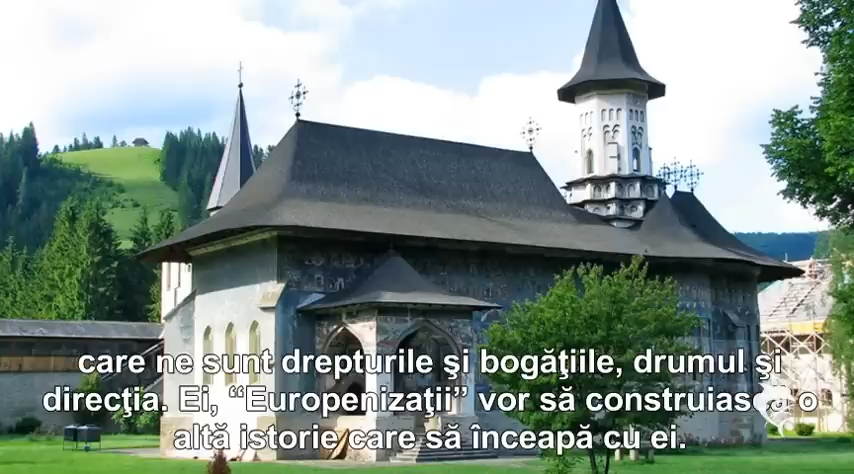 care ne sunt drepturile şi bogăţiile, drumul şi
direcţia. Ei, “Europenizaţii” vor să construiască o
altă istorie care să înceapă cu ei.